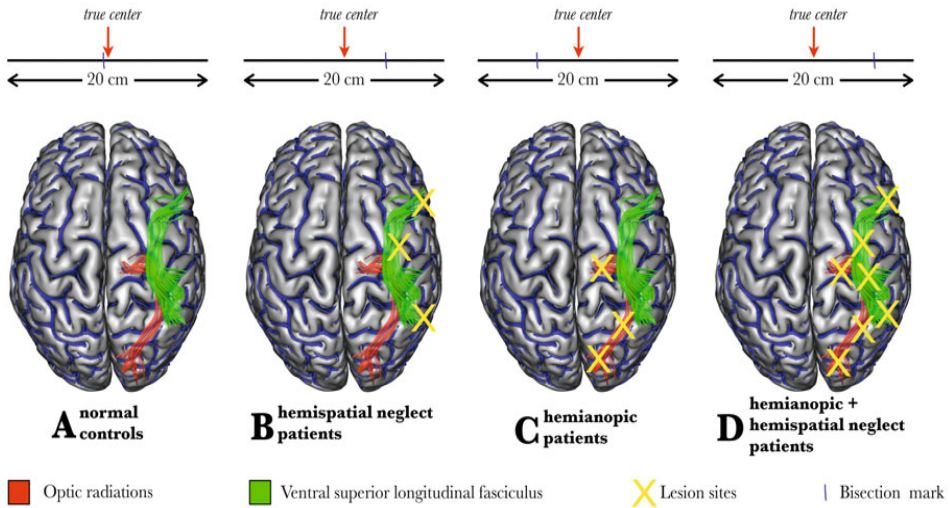 true center
true center
true center
true center
20 cm
20 cm
20 cm
20 cm
A normal
controls
B hemispatial neglect
patients
C hemianopic
patients
D hemianopic +
hemispatial neglect
patients
Optic radiations
Ventral superior longitudinal fasciculus
Lesion sites
Bisection mark